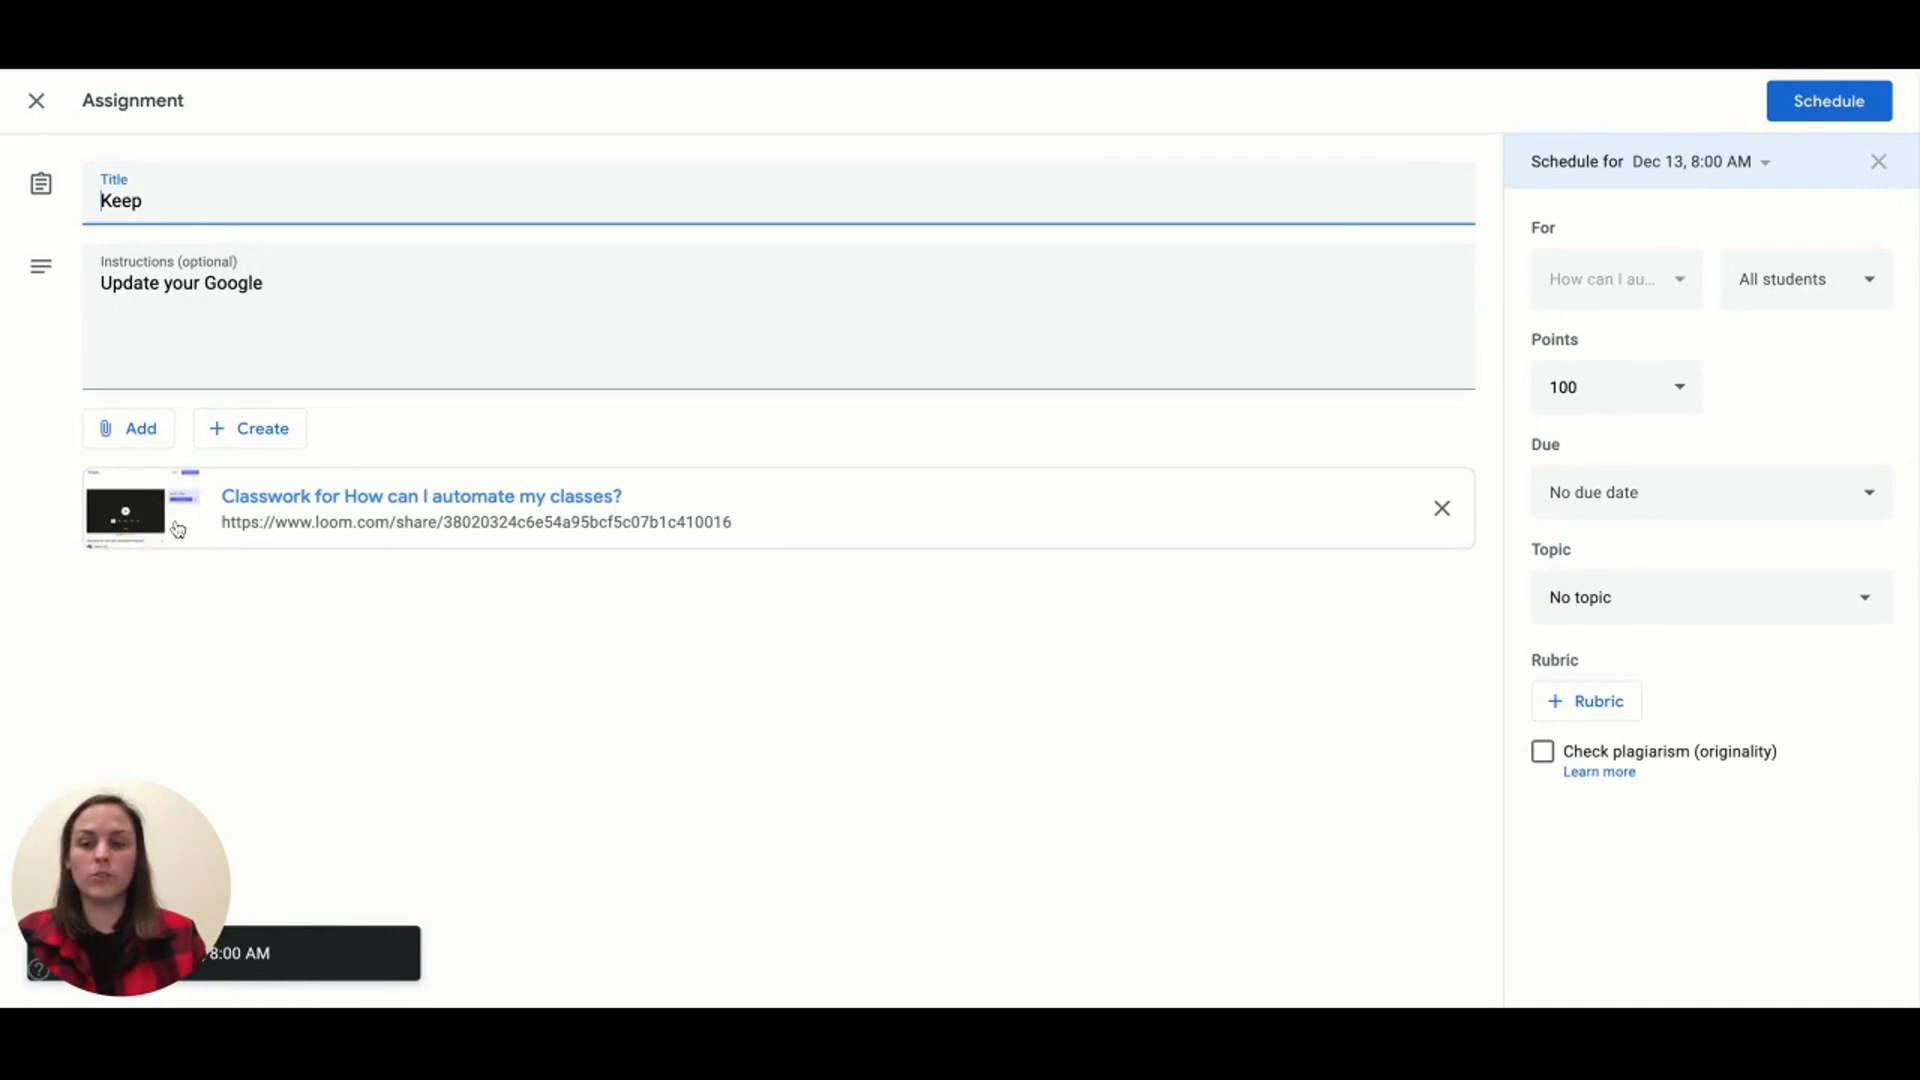 Assignment
Schedule
Title
Keep
Schedule for Dec 13, 8:00 AM
Instructions (optional)
Update your Google
For
How can I au...
All students
Points
100
Add
Create
Due
No due date
Classwork for How can I automate my classes?
https://www.loom.com/share/38020324c6e54a95bcf5c07b1c410016
Topic
No topic
Rubric
Rubric
Check plagiarism (originality)
Learn more
, 8:00 AM